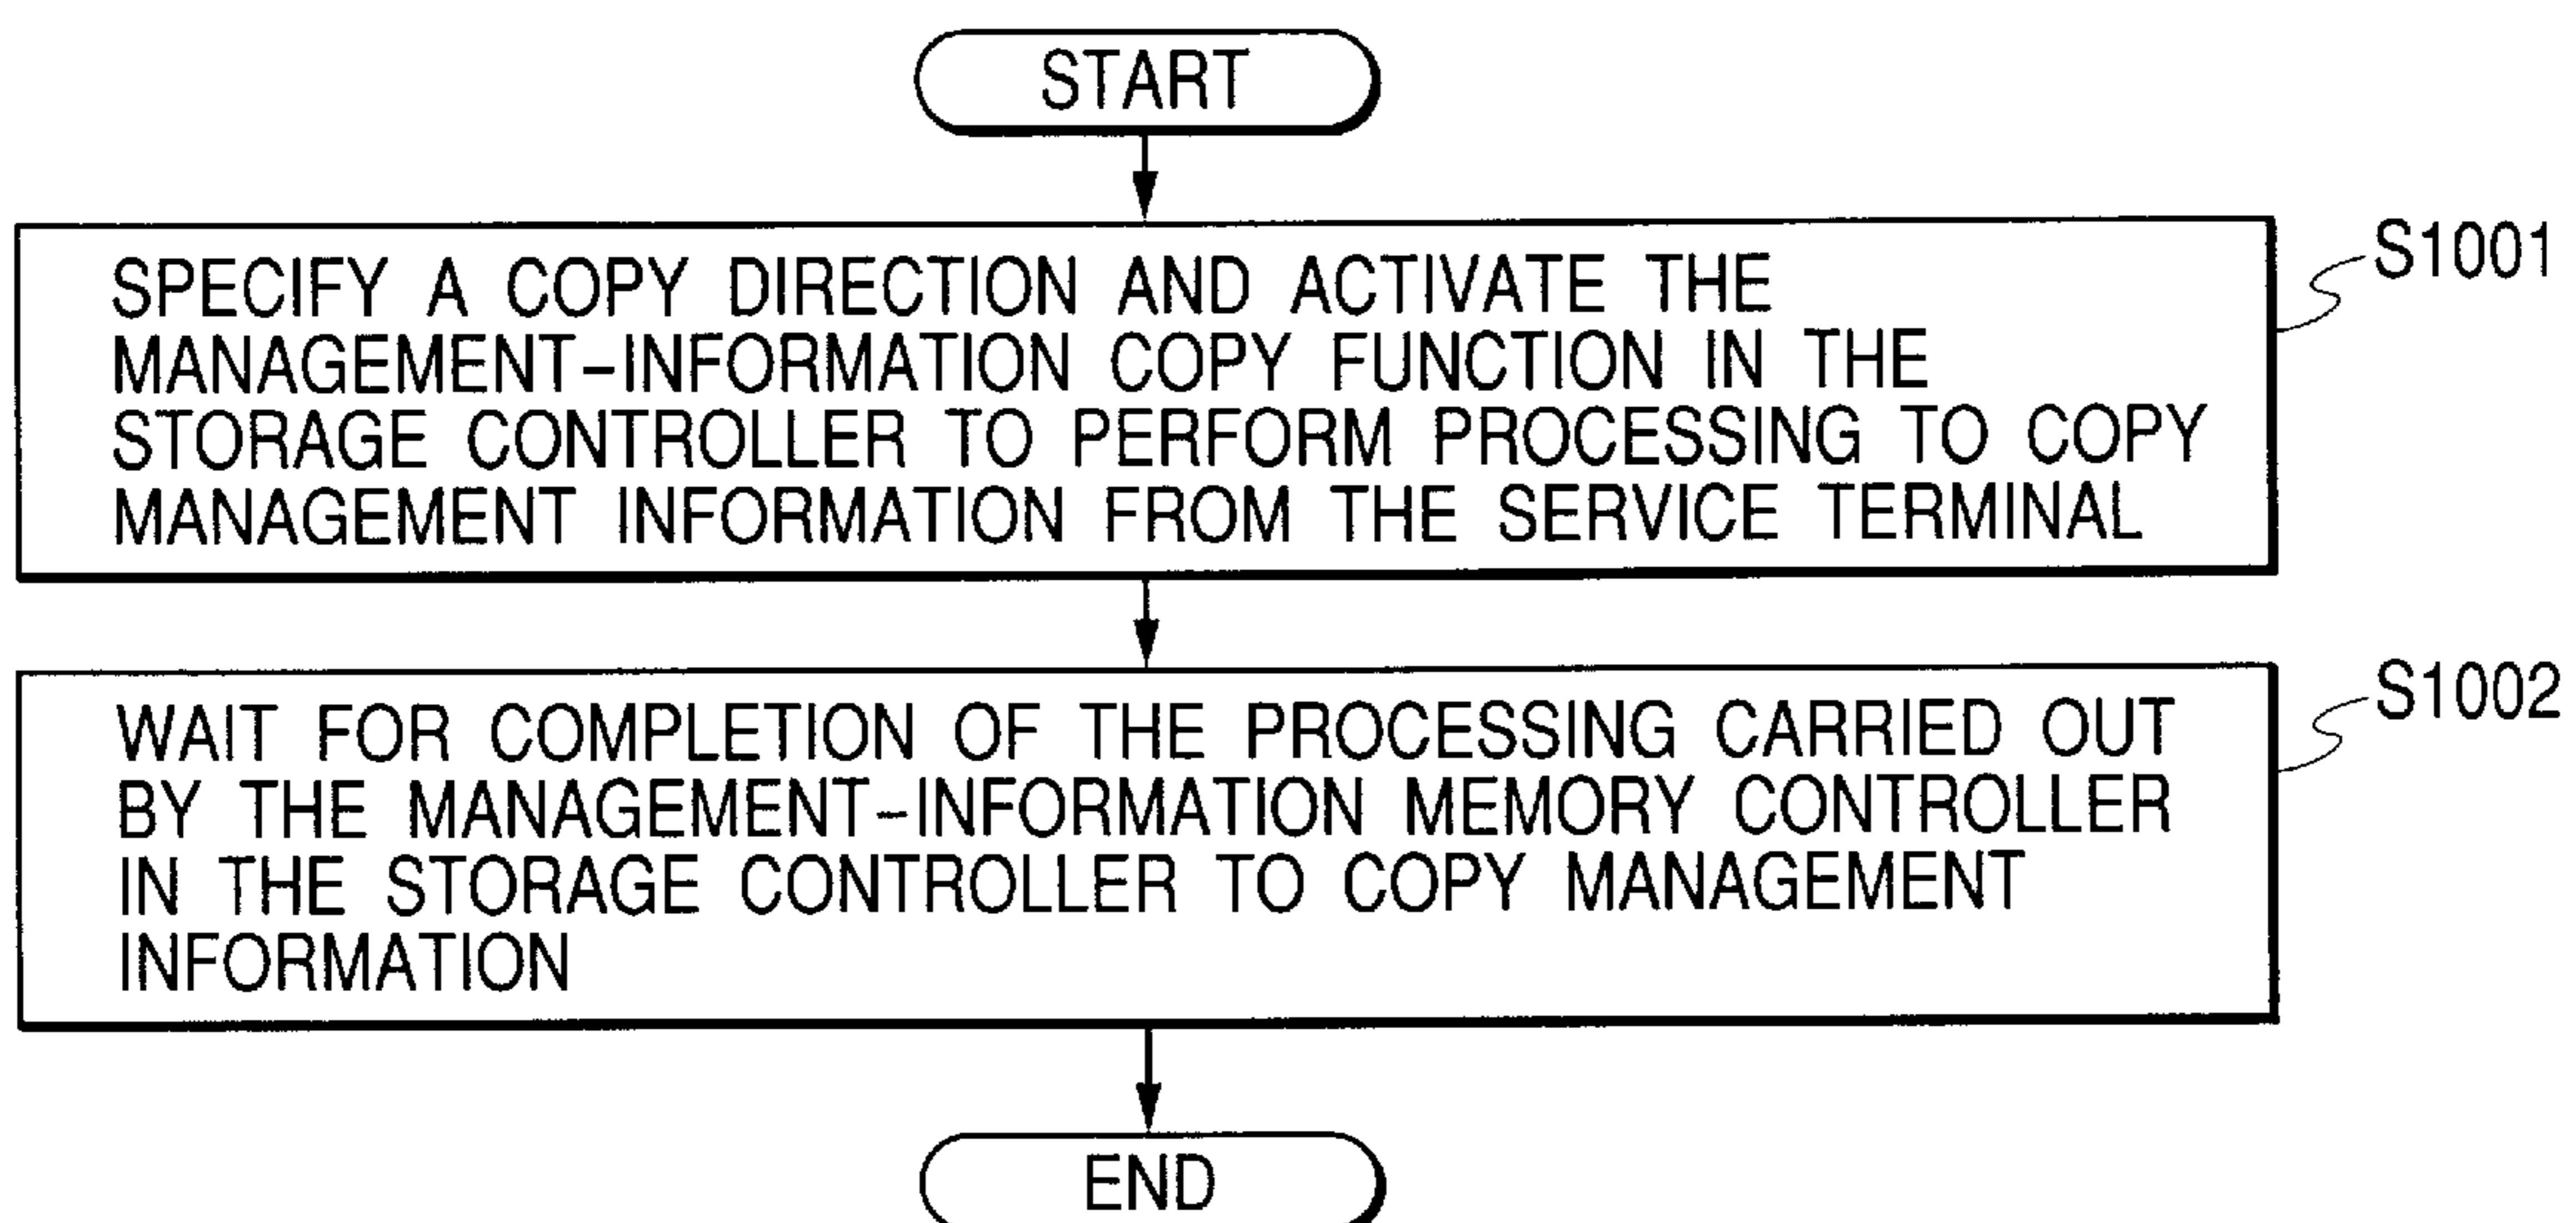 START
SPECIFY A COPY DIRECTION AND ACTIVATE THE
MANAGEMENT-INFORMATION COPY FUNCTION IN THE
STORAGE CONTROLLER TO PERFORM PROCESSING TO COPY
MANAGEMENT INFORMATION FROM THE SERVICE TERMINAL
S1001
WAIT FOR COMPLETION OF THE PROCESSING CARRIED OUT
BY THE MANAGEMENT-INFORMATION MEMORY CONTROLLER
IN THE STORAGE CONTROLLER TO COPY MANAGEMENT
INFORMATION
S1002
END